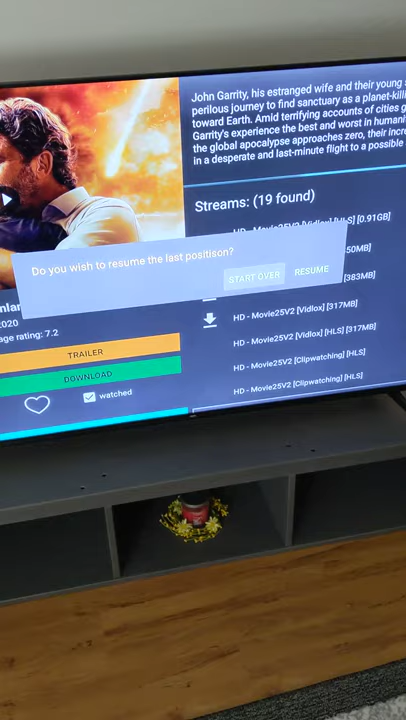 John Garrity, his estranged wife and their young
perilous journey to find sanctuary as a planet-kill
toward Earth. Amid terrifying accounts of cities
Garrity's experience the best and worst in humani
the global apocalypse approaches zero, their incre
in a desperate and last-minute flight to a possible
Streams: (19 found)
HD - Movie25V2 [Vidlox] [HLS] [0.91GB]
Do you wish to resume the last positison?
50MB]
START OVER
RESUME
[383MB]
nlan
2020
age rating: 7.2
HD - Movie25V2 [Vidlox] [317MB]
TRAILER
HD - Movie25V2 [Vidlox] [HLS] [317MB]
DOWNLOAD
HD - Movie25V2 [Clipwatching] [HLS]
watched
HD - Movie25V2 [Clipwatching] [HLS]